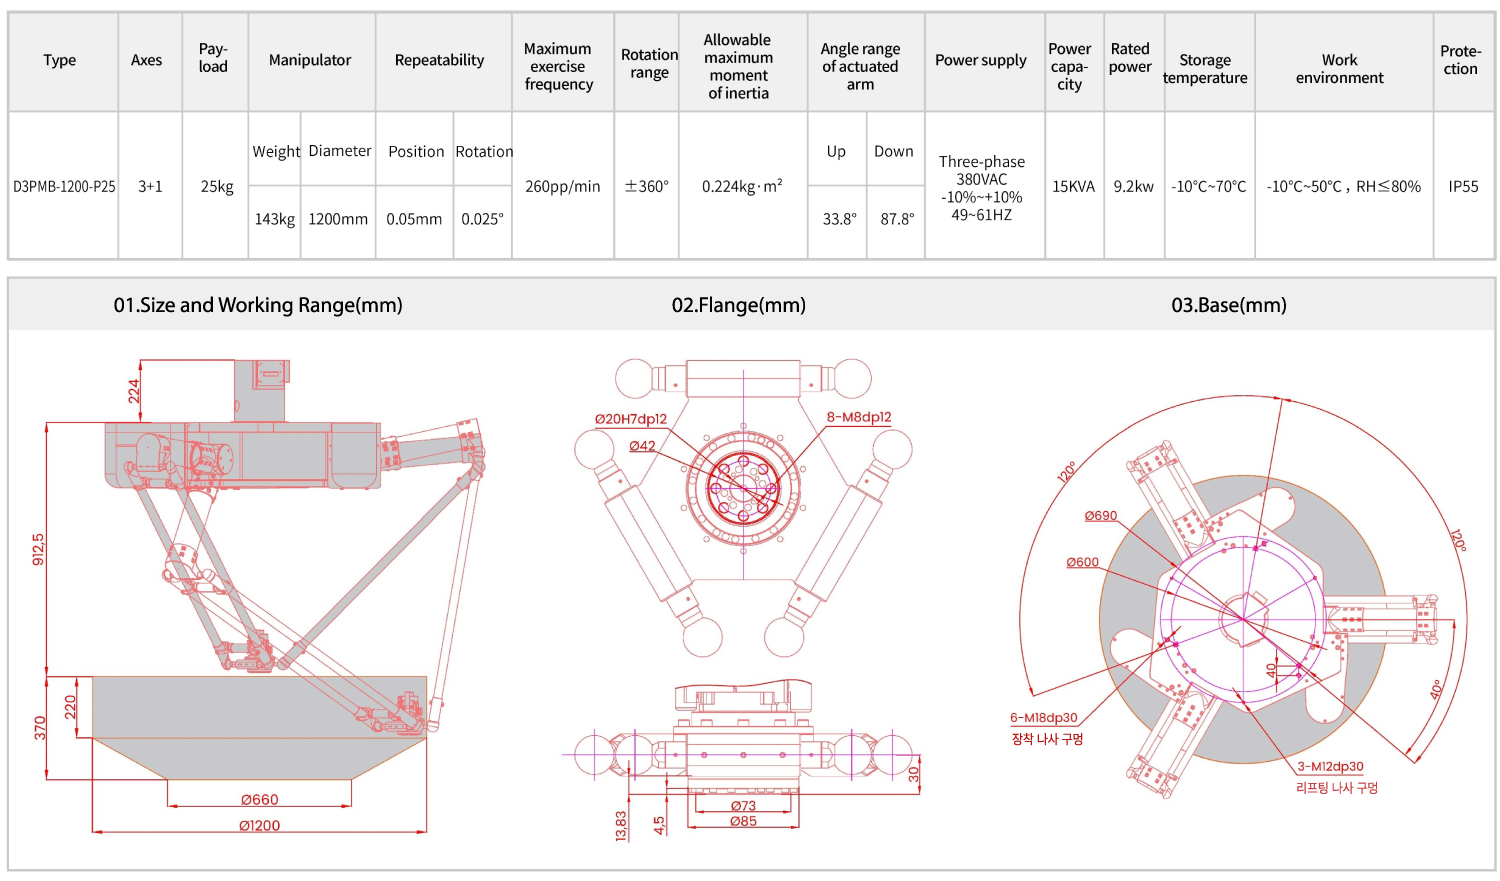 Type
Axes
Pay-
load
Manipulator
Repeatability
Maximum
exercise
frequency
Rotation
range
Allowable
maximum
moment
of inertia
Angle range
of actuated
arm
Power supply
Power
capa-
city
Rated
power
Storage
temperature
Work
environment
Prote-
ction
D3PMB-1200-P25
3+1
25kg
Weight
Diameter
Position
Rotation
143kg
1200mm
0.05mm
0.025°
260pp/min
±360°
0.224kg·m²
Up
Down
33.8°
87.8°
Three-phase
380VAC
-10%~+10%
49~61HZ
15KVA
9.2kw
-10°C~70°C
-10°C~50°C , RH≤80%
IP55
01.Size and Working Range(mm)
02.Flange(mm)
03.Base(mm)
224
912,5
370
220
Ø660
Ø1200
Ø20H7dp12
Ø42
8-M8dp12
13,83
4,5
Ø73
Ø85
30
120°
120°
Ø690
Ø600
40
40°
6-M18dp30
장착 나사 구멍
3-M12dp30
리프팅 나사 구멍